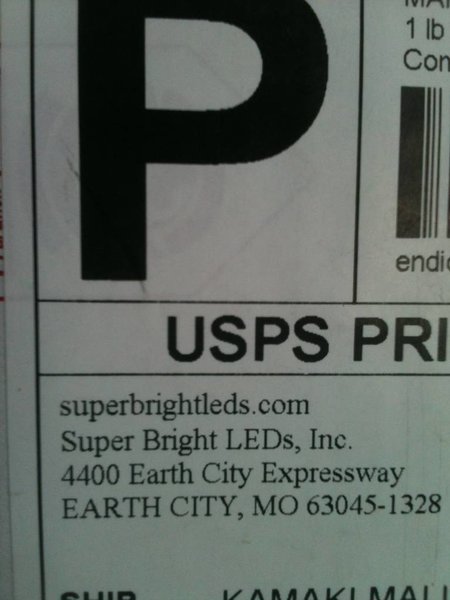 P
1 lb
USPS PRI
superbrightleds.com
Super Bright LEDs, Inc.
4400 Earth City Expressway
EARTH CITY, MO 63045-1328